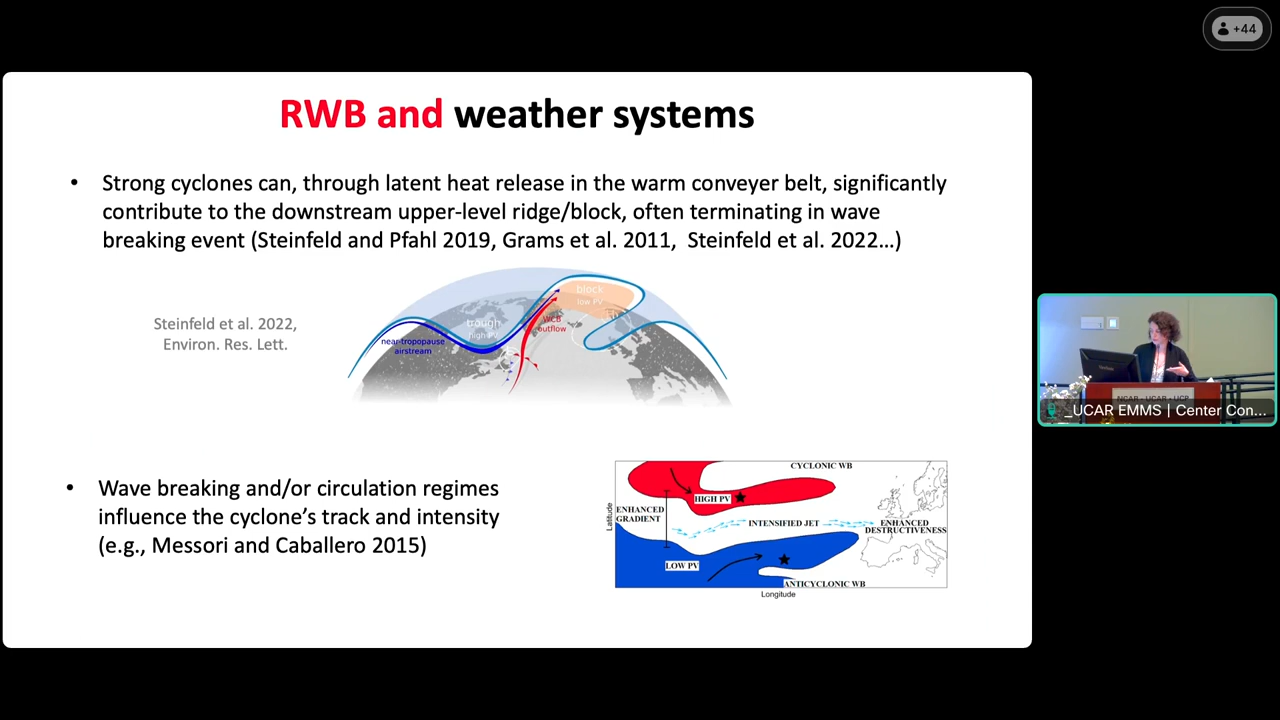 +44
RWB and weather systems
• Strong cyclones can, through latent heat release in the warm conveyer belt, significantly
contribute to the downstream upper-level ridge/block, often terminating in wave
breaking event (Steinfeld and Pfahl 2019, Grams et al. 2011, Steinfeld et al. 2022…)
Steinfeld et al. 2022,
Environ. Res. Lett.
block
low PV
trough
high PV
WCB
outflow
near-tropopause
airstream
_UCAR EMMS | Center Con...
NCAR - UCAR - UCP
• Wave breaking and/or circulation regimes
influence the cyclone’s track and intensity
(e.g., Messori and Caballero 2015)
CYCLONIC WB
HIGH PV
ENHANCED
GRADIENT
INTENSIFIED JET
ENHANCED
DESTRUCTIVENESS
LOW PV
ANTICYCLONIC WB
Latitude
Longitude